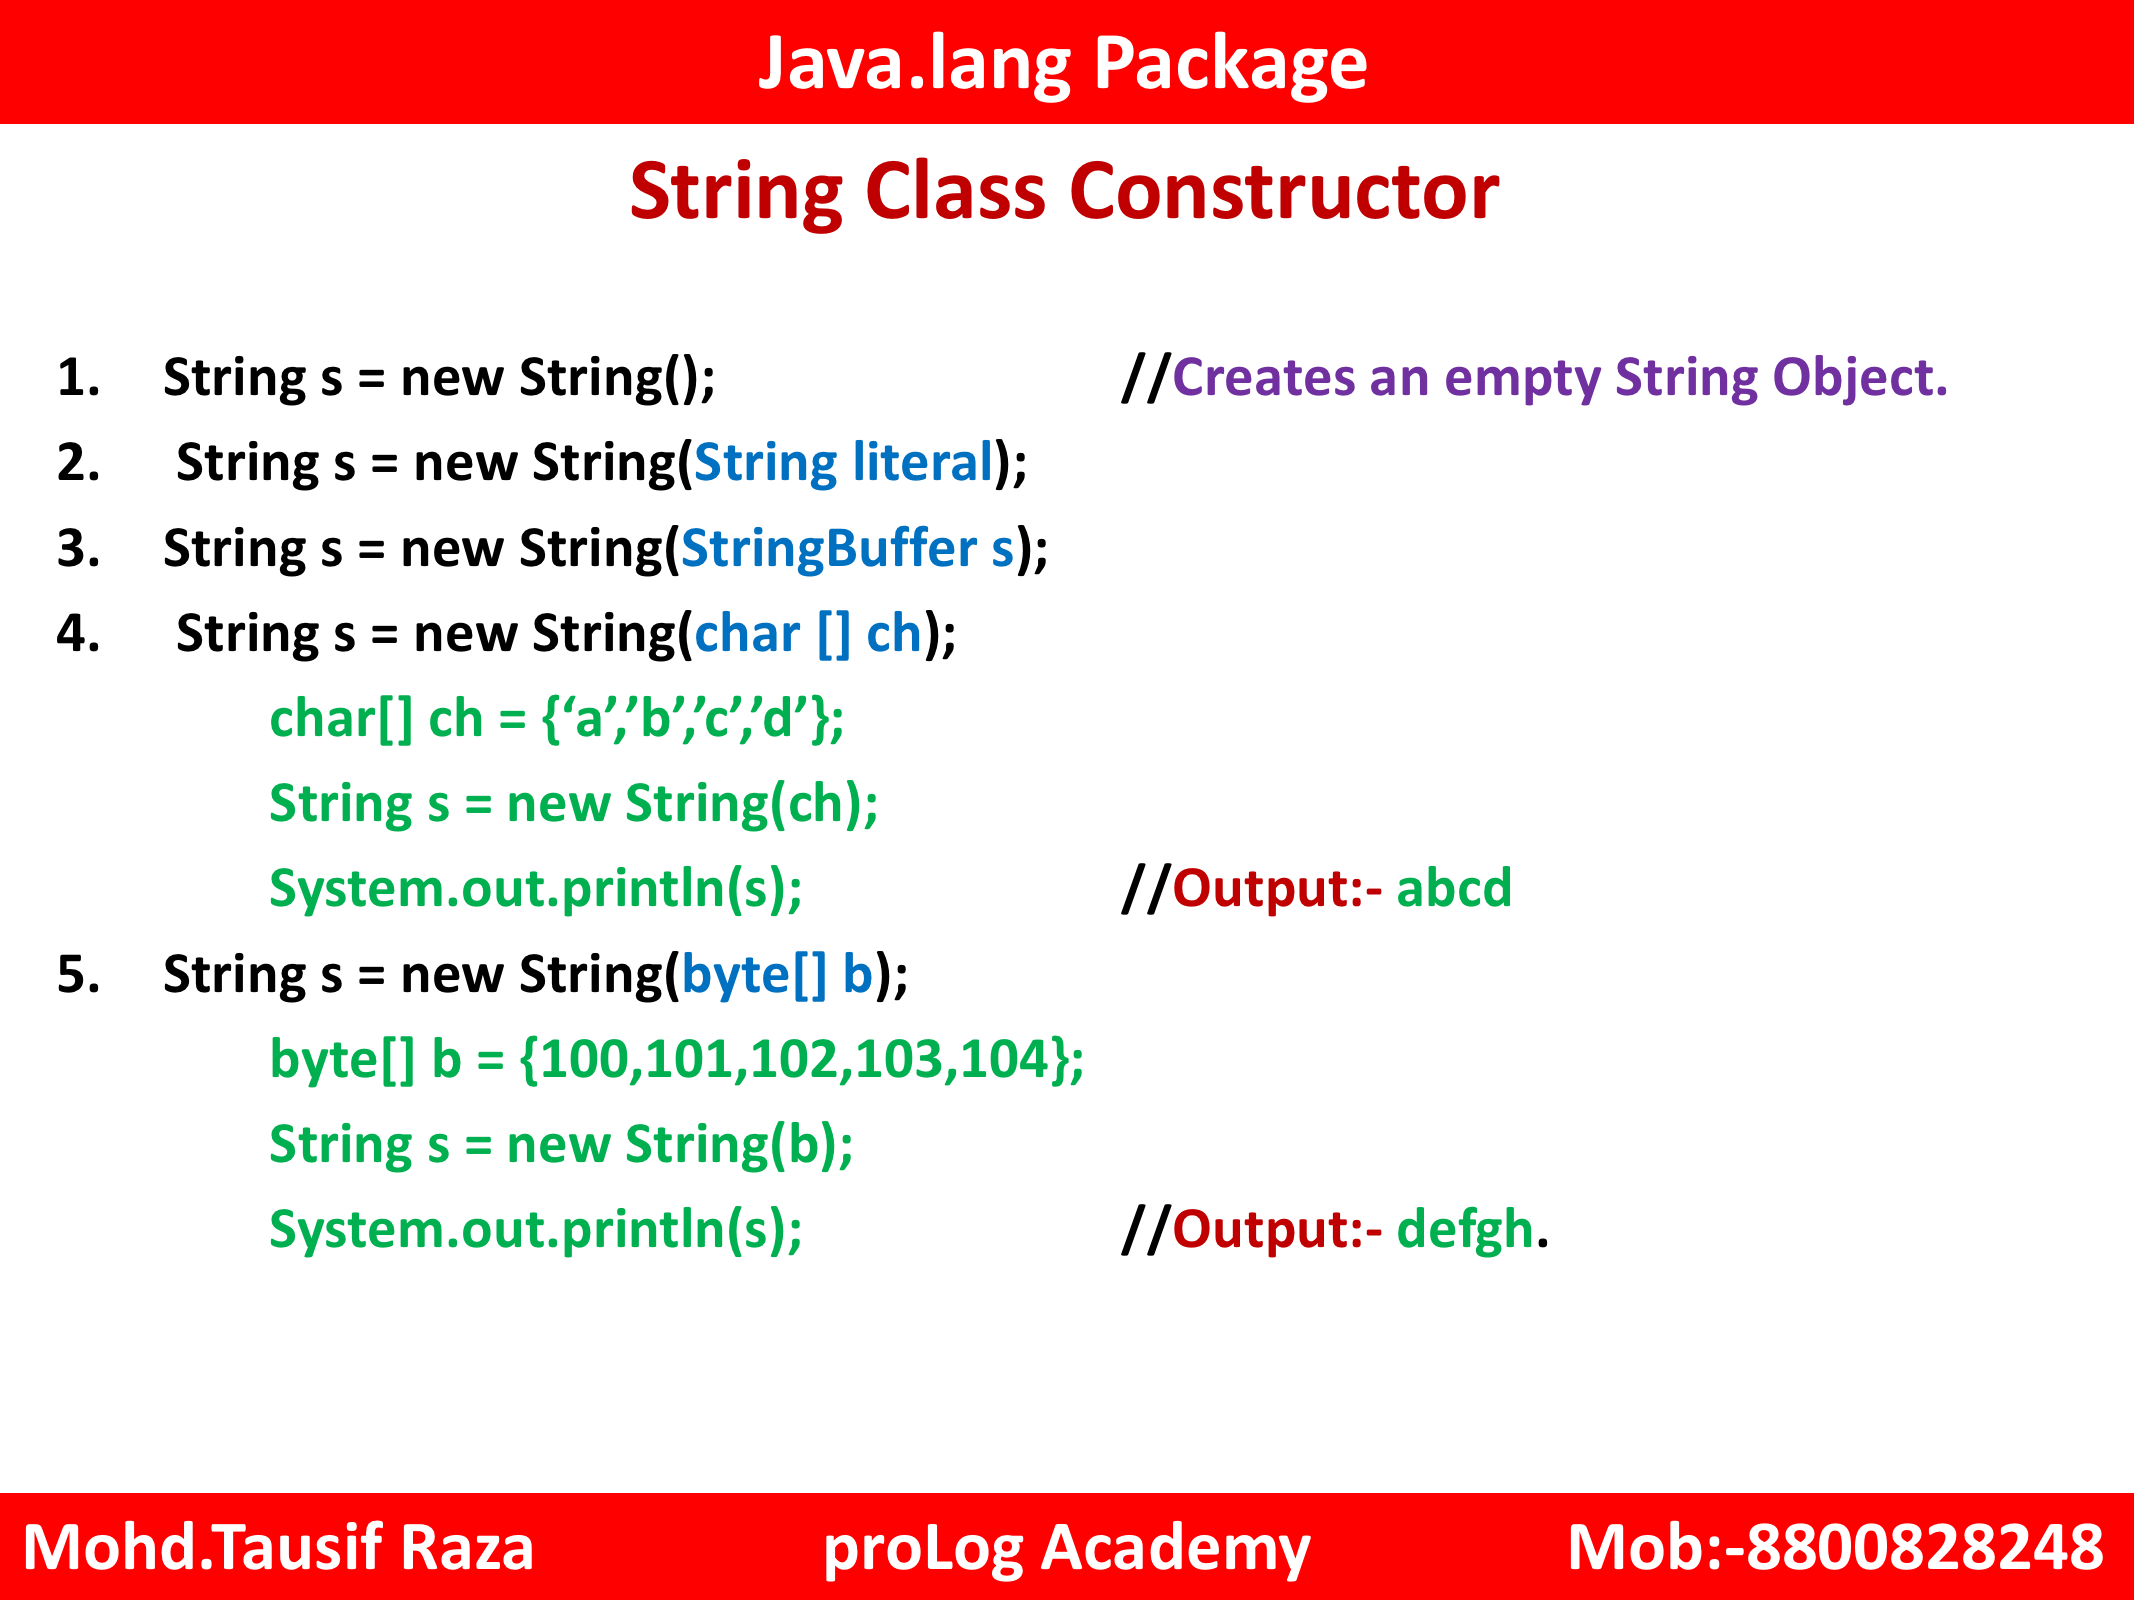 Java.lang Package
String Class Constructor
1. String s = new String(); //Creates an empty String Object.
2. String s = new String(String literal);
3. String s = new String(StringBuffer s);
4. String s = new String(char [] ch);
char[] ch = {‘a’,’b’,’c’,’d’};
String s = new String(ch);
System.out.println(s); //Output:- abcd
5. String s = new String(byte[] b);
byte[] b = {100,101,102,103,104};
String s = new String(b);
System.out.println(s); //Output:- defgh.
Mohd.Tausif Raza proLog Academy Mob:-8800828248